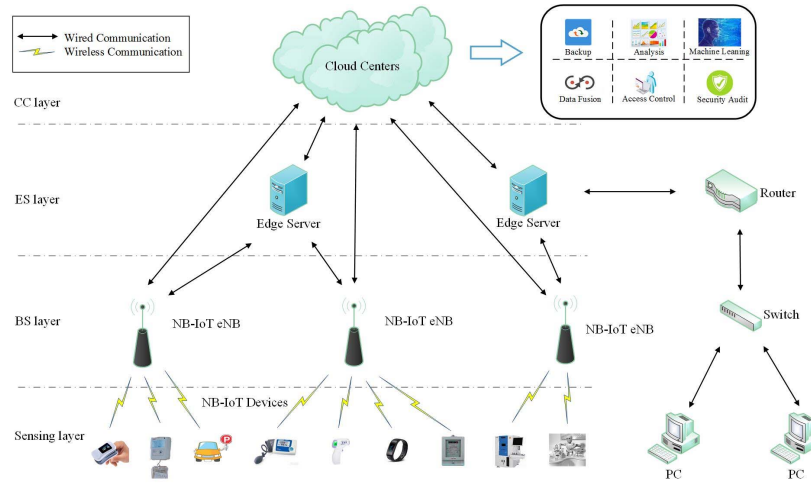 Wired Communication
Wireless Communication
Cloud Centers
Backup
Analysis
Machine Leaning
Data Fusion
Access Control
Security Audit
CC layer
ES layer
Edge Server
Edge Server
Router
BS layer
NB-IoT eNB
NB-IoT eNB
NB-IoT eNB
Switch
NB-IoT Devices
Sensing layer
P
PC
PC